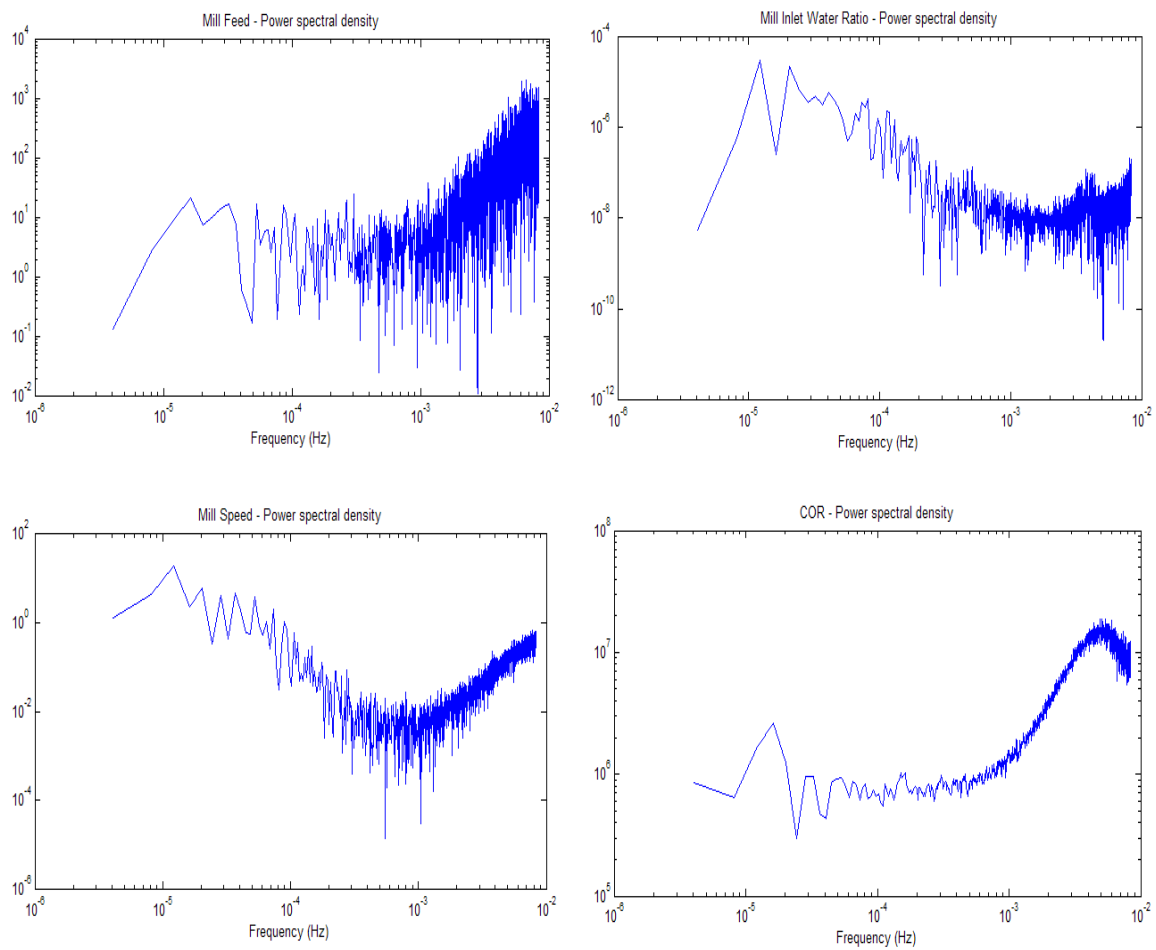 Mill Feed - Power spectral density
10^4
10^3
10^2
10^1
10^0
10^-1
10^-2
10^-6 10^-5 10^-4 10^-3 10^-2
Frequency (Hz)
Mill Inlet Water Ratio - Power spectral density
10^-4
10^-6
10^-8
10^-10
10^-12
10^-6 10^-5 10^-4 10^-3 10^-2
Frequency (Hz)
Mill Speed - Power spectral density
10^2
10^0
10^-2
10^-4
10^-6
10^-6 10^-5 10^-4 10^-3 10^-2
Frequency (Hz)
COR - Power spectral density
10^8
10^7
10^6
10^5
10^-6 10^-5 10^-4 10^-3 10^-2
Frequency (Hz)